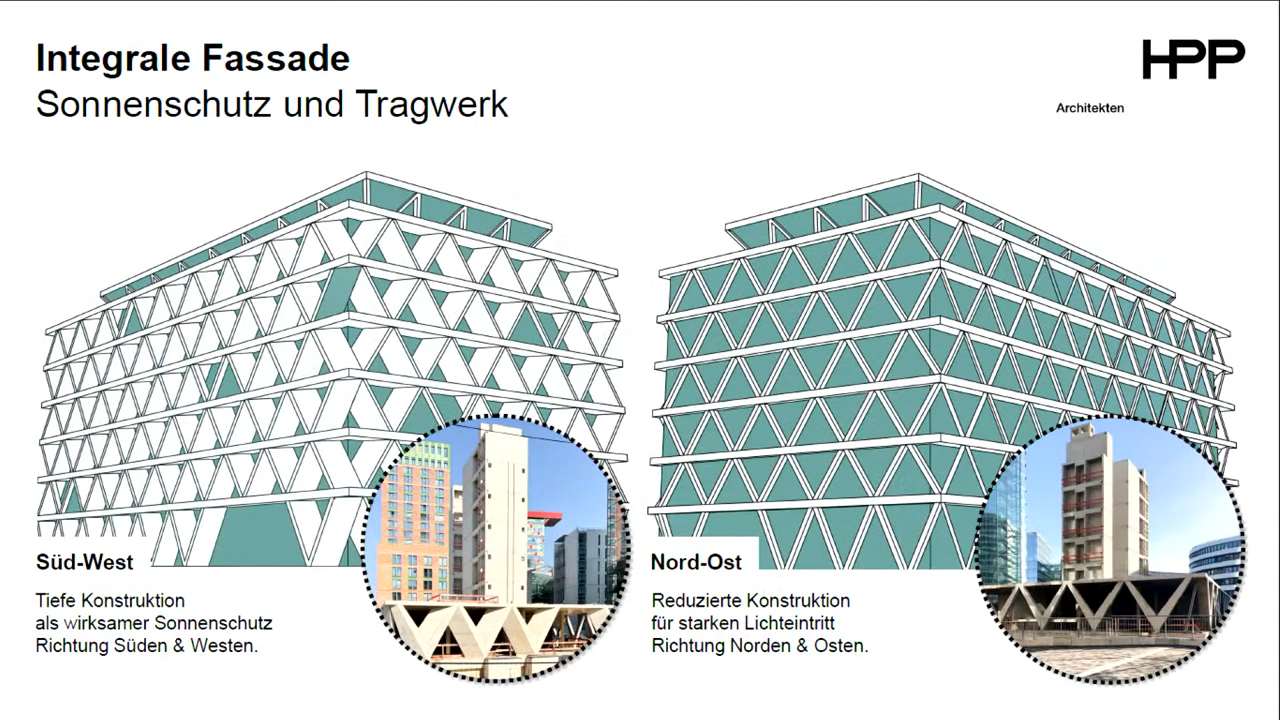 Integrale Fassade
Sonnenschutz und Tragwerk
HPP
Architekten
Süd-West
Tiefe Konstruktion
als wirksamer Sonnenschutz
Richtung Süden & Westen.
Nord-Ost
Reduzierte Konstruktion
für starken Lichteintritt
Richtung Norden & Osten.